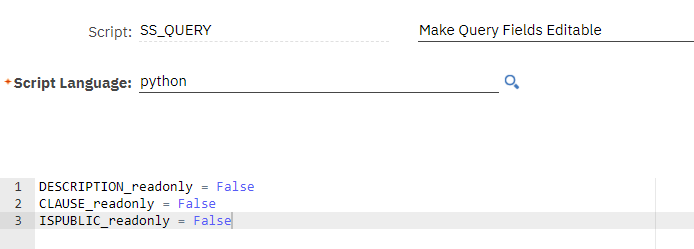 Script: SS_QUERY Make Query Fields Editable
Script Language: python
1 DESCRIPTION_readonly = False
2 CLAUSE_readonly = False
3 ISPUBLIC_readonly = False